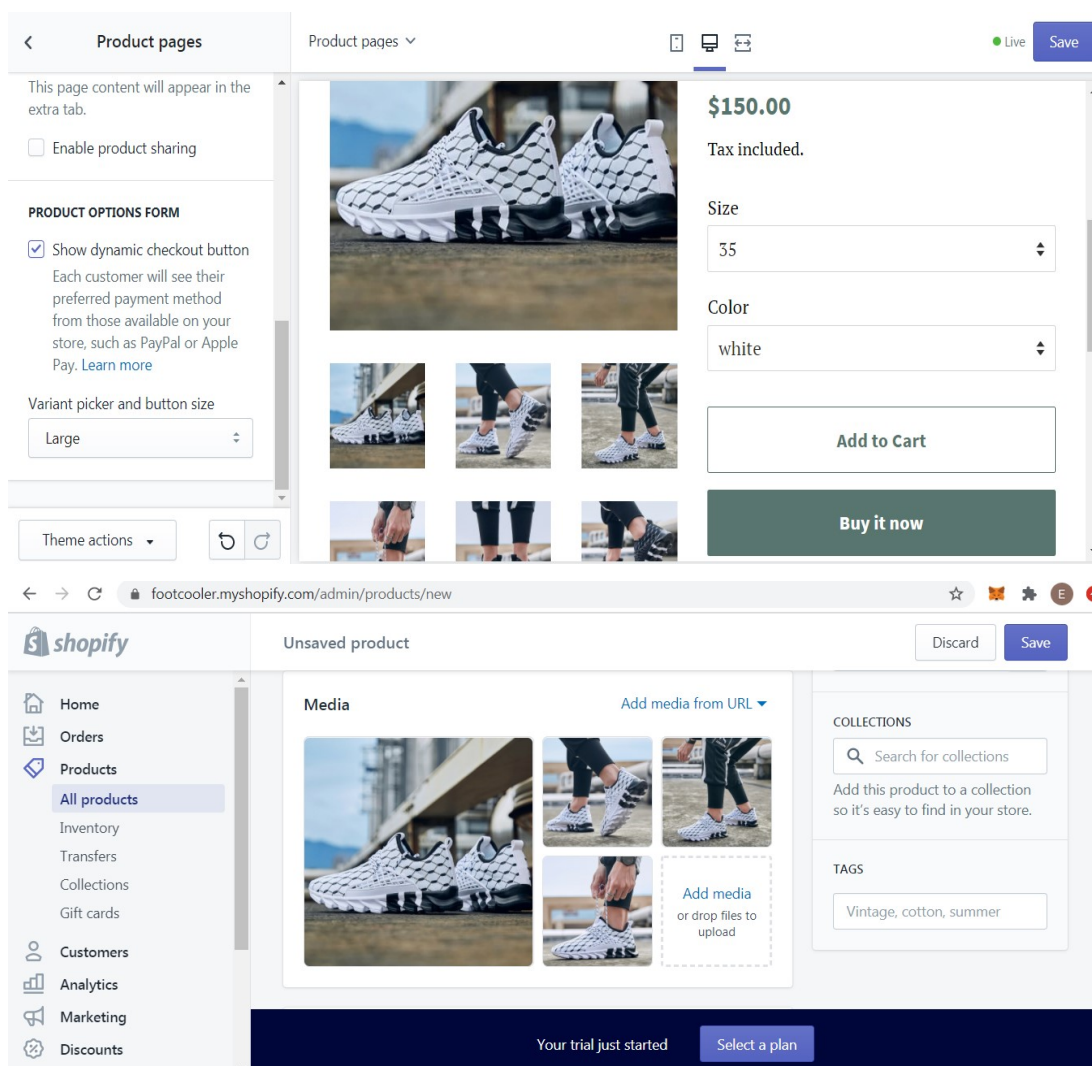 Product pages
Product pages
Live
Save
This page content will appear in the
extra tab.
Enable product sharing
PRODUCT OPTIONS FORM
Show dynamic checkout button
Each customer will see their
preferred payment method
from those available on your
store, such as PayPal or Apple
Pay. Learn more
Variant picker and button size
Large
Theme actions
$150.00
Tax included.
Size
35
Color
white
Add to Cart
Buy it now
footcooler.myshopify.com/admin/products/new
E
shopify
Unsaved product
Discard
Save
Home
Orders
Products
All products
Inventory
Transfers
Collections
Gift cards
Customers
Analytics
Marketing
Discounts
Media
Add media from URL
Add media
or drop files to
upload
COLLECTIONS
Search for collections
Add this product to a collection
so it's easy to find in your store.
TAGS
Vintage, cotton, summer
Your trial just started
Select a plan